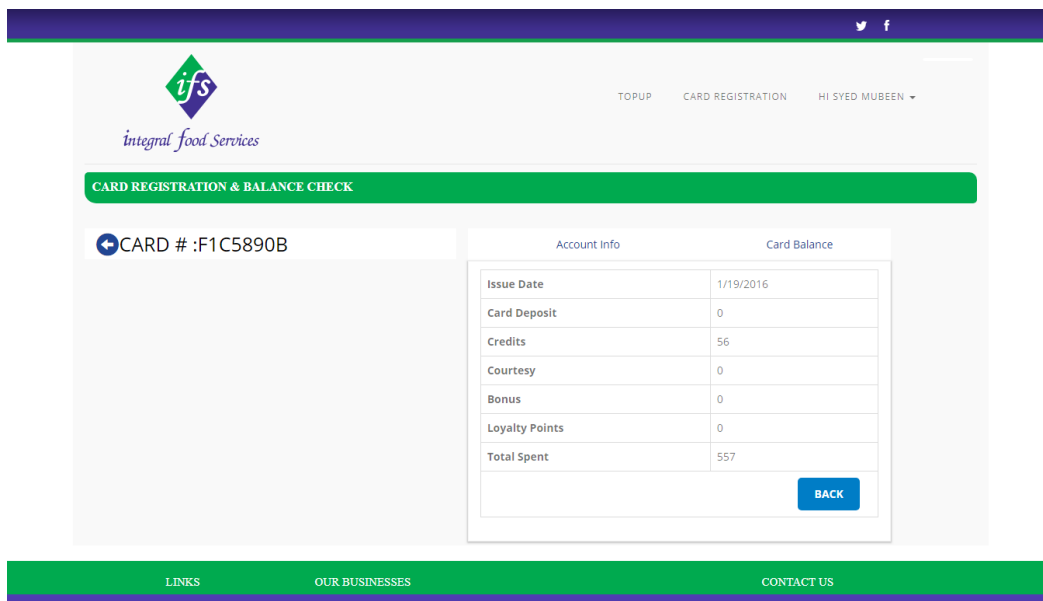 ifs
integral food Services
TOPUP CARD REGISTRATION HI SYED MUBEEN
CARD REGISTRATION & BALANCE CHECK
CARD # :F1C5890B
Account Info Card Balance
Issue Date 1/19/2016
Card Deposit 0
Credits 56
Courtesy 0
Bonus 0
Loyalty Points 0
Total Spent 557
BACK
LINKS OUR BUSINESSES CONTACT US